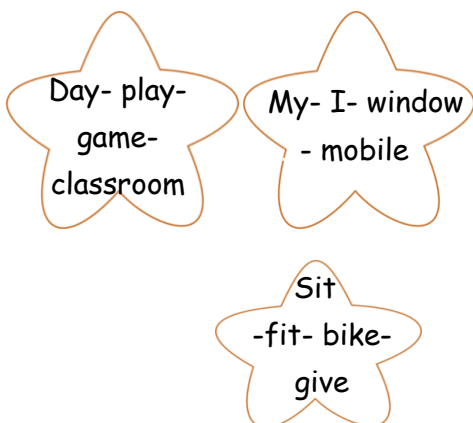 Day- play-
game-
classroom
My- I- window
- mobile
Sit
-fit- bike-
give